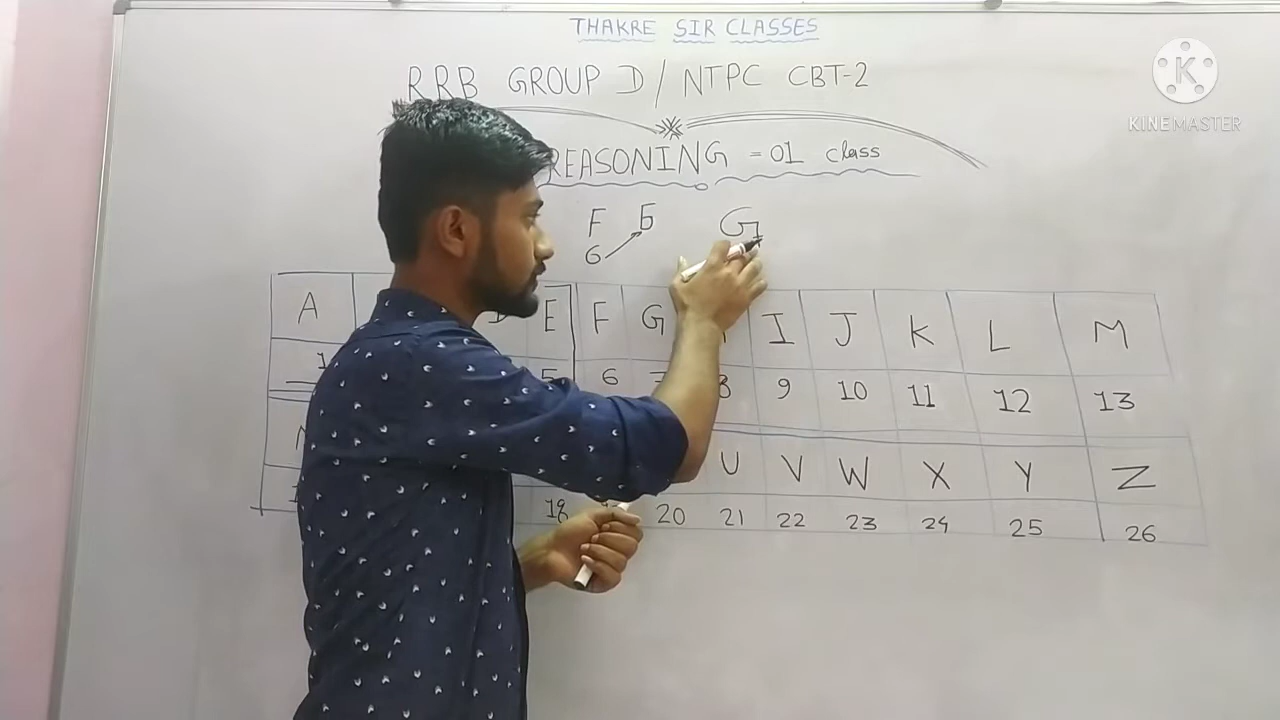 THAKRE SIR CLASSES
RRB GROUP D / NTPC CBT-2
REASONING = 01 class
F G
6
A E F G I J K L M
1 5 6 7 8 9 10 11 12 13
U V W X Y Z
18 20 21 22 23 24 25 26
KINEMASTER